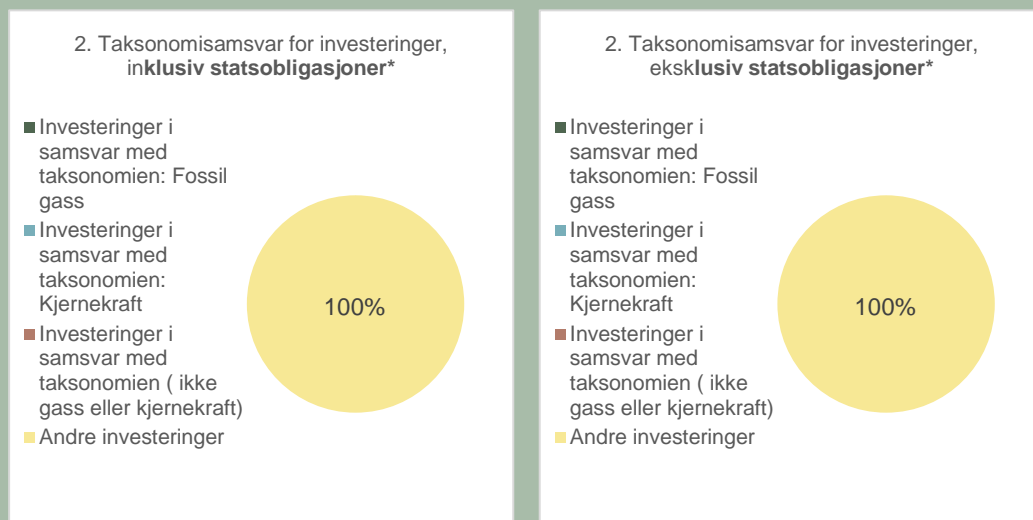 2. Taksonomisamsvar for investeringer,
inklusiv statsobligasjoner*
Investeringer i
samsvar med
taksonomien: Fossil
gass
Investeringer i
samsvar med
taksonomien:
Kjernekraft
Investeringer i
samsvar med
taksonomien ( ikke
gass eller kjernekraft)
Andre investeringer
100%
2. Taksonomisamsvar for investeringer,
eksklusiv statsobligasjoner*
Investeringer i
samsvar med
taksonomien: Fossil
gass
Investeringer i
samsvar med
taksonomien:
Kjernekraft
Investeringer i
samsvar med
taksonomien ( ikke
gass eller kjernekraft)
Andre investeringer
100%